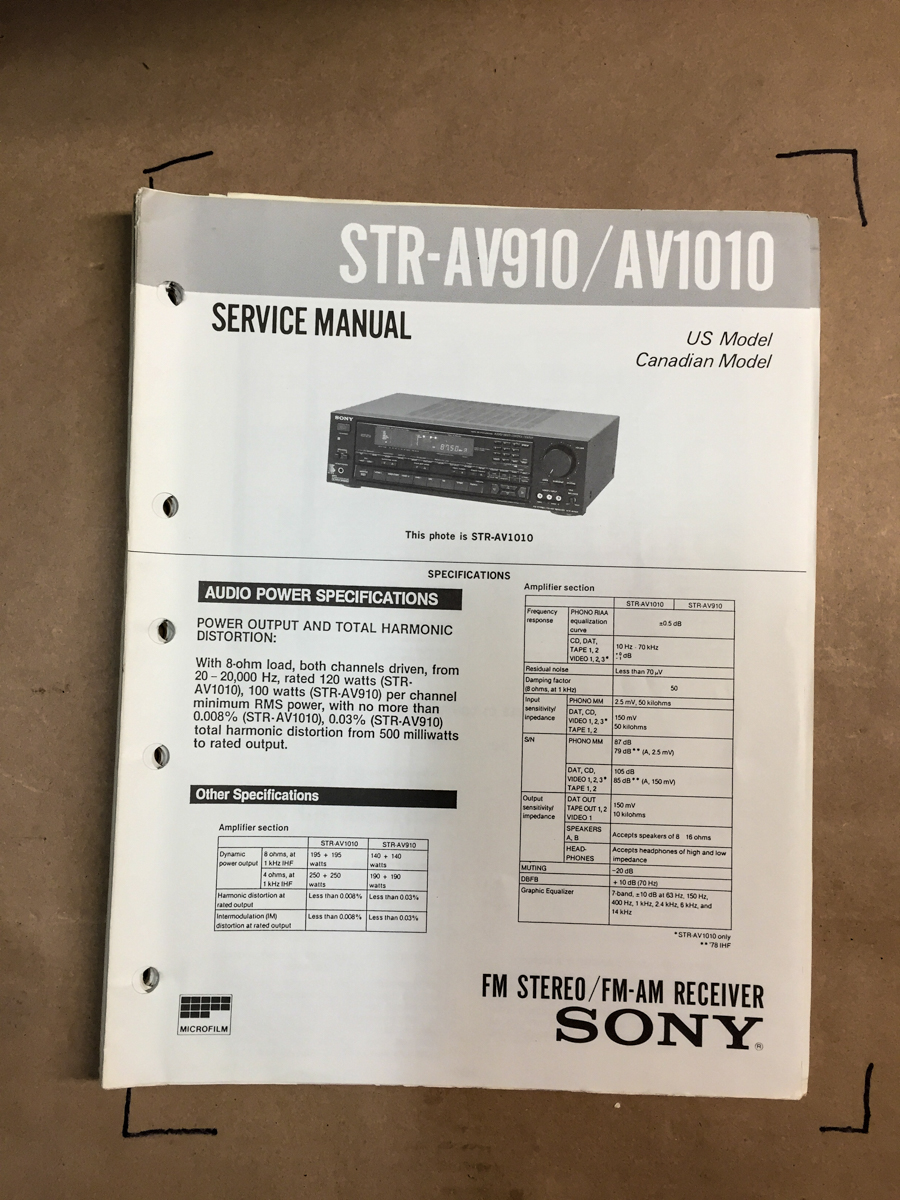 STR-AV910/AV1010
SERVICE MANUAL
US Model
Canadian Model
SONY
This phote is STR-AV1010
SPECIFICATIONS
AUDIO POWER SPECIFICATIONS
POWER OUTPUT AND TOTAL HARMONIC
DISTORTION:
With 8-ohm load, both channels driven, from
20 – 20,000 Hz, rated 120 watts (STR-
AV1010), 100 watts (STR-AV910) per channel
minimum RMS power, with no more than
0.008% (STR-AV1010), 0.03% (STR-AV910)
total harmonic distortion from 500 milliwatts
to rated output.
Other Specifications
Amplifier section
STR-AV1010 STR-AV910
Dynamic power output 8 ohms, at 1 kHz IHF 195 + 195 watts 140 + 140 watts
4 ohms, at 1 kHz IHF 250 + 250 watts 190 + 190 watts
Harmonic distortion at rated output Less than 0.008% Less than 0.03%
Intermodulation (IM) distortion at rated output Less than 0.008% Less than 0.03%
Amplifier section
STR-AV1010 STR-AV910
Frequency response PHONO RIAA equalization curve ±0.5 dB
CD, DAT, TAPE 1, 2 VIDEO 1, 2, 3* 10 Hz - 70 kHz +0 -1 dB
Residual noise Less than 70 µV
Damping factor (8 ohms, at 1 kHz) 50
Input sensitivity/ impedance PHONO MM 2.5 mV, 50 kilohms
DAT, CD, VIDEO 1, 2, 3* TAPE 1, 2 150 mV 50 kilohms
S/N PHONO MM 87 dB 79 dB** (A, 2.5 mV)
DAT, CD, VIDEO 1, 2, 3* TAPE 1, 2 105 dB 85 dB** (A, 150 mV)
Output sensitivity/ impedance DAT OUT TAPE OUT 1, 2 VIDEO 1 150 mV 10 kilohms
SPEAKERS A, B Accepts speakers of 8 16 ohms
HEAD- PHONES Accepts headphones of high and low impedance
MUTING –20 dB
DBFB + 10 dB (70 Hz)
Graphic Equalizer 7-band, ±10 dB at 63 Hz, 150 Hz, 400 Hz, 1 kHz, 2.4 kHz, 6 kHz, and 14 kHz
*STR-AV1010 only
**'78 IHF
MICROFILM
FM STEREO/FM-AM RECEIVER
SONY®